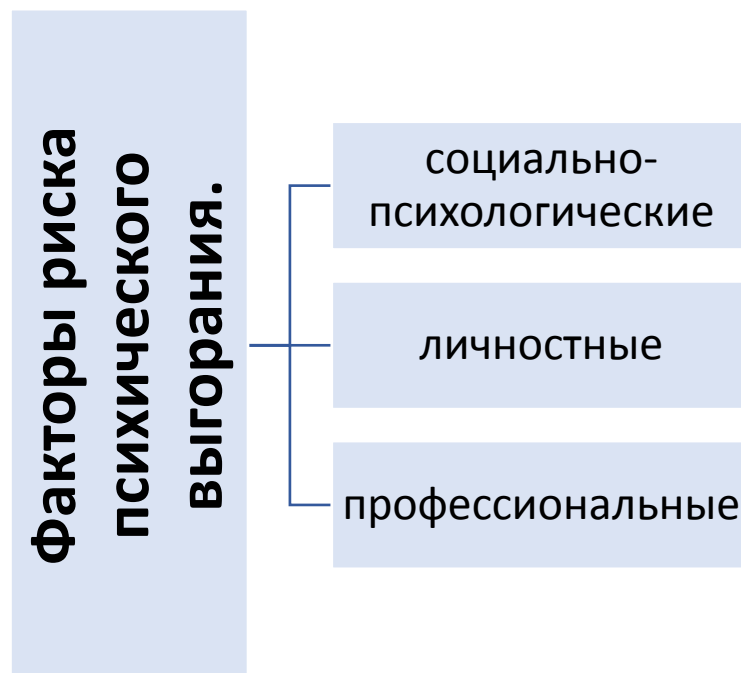 Факторы риска
психического
выгорания.
социально-
психологические
личностные
профессиональные